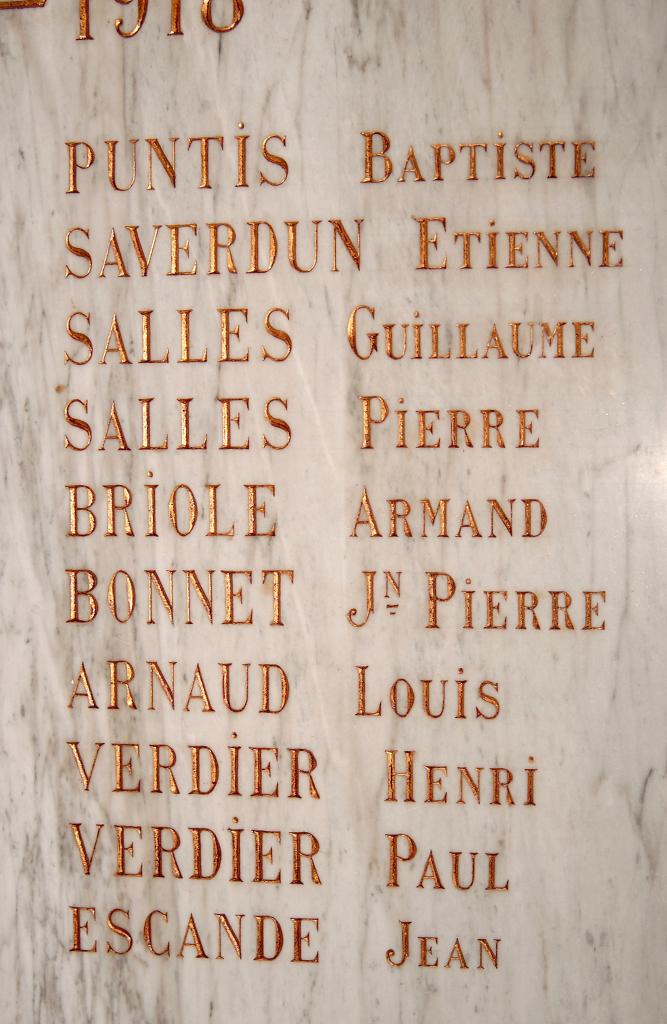 –1918
PUNTIS BAPTISTE
SAVERDUN ETIENNE
SALLES GUILLAUME
SALLES PIERRE
BRIOLE ARMAND
BONNET JN PIERRE
ARNAUD LOUIS
VERDIER HENRI
VERDIER PAUL
ESCANDE JEAN